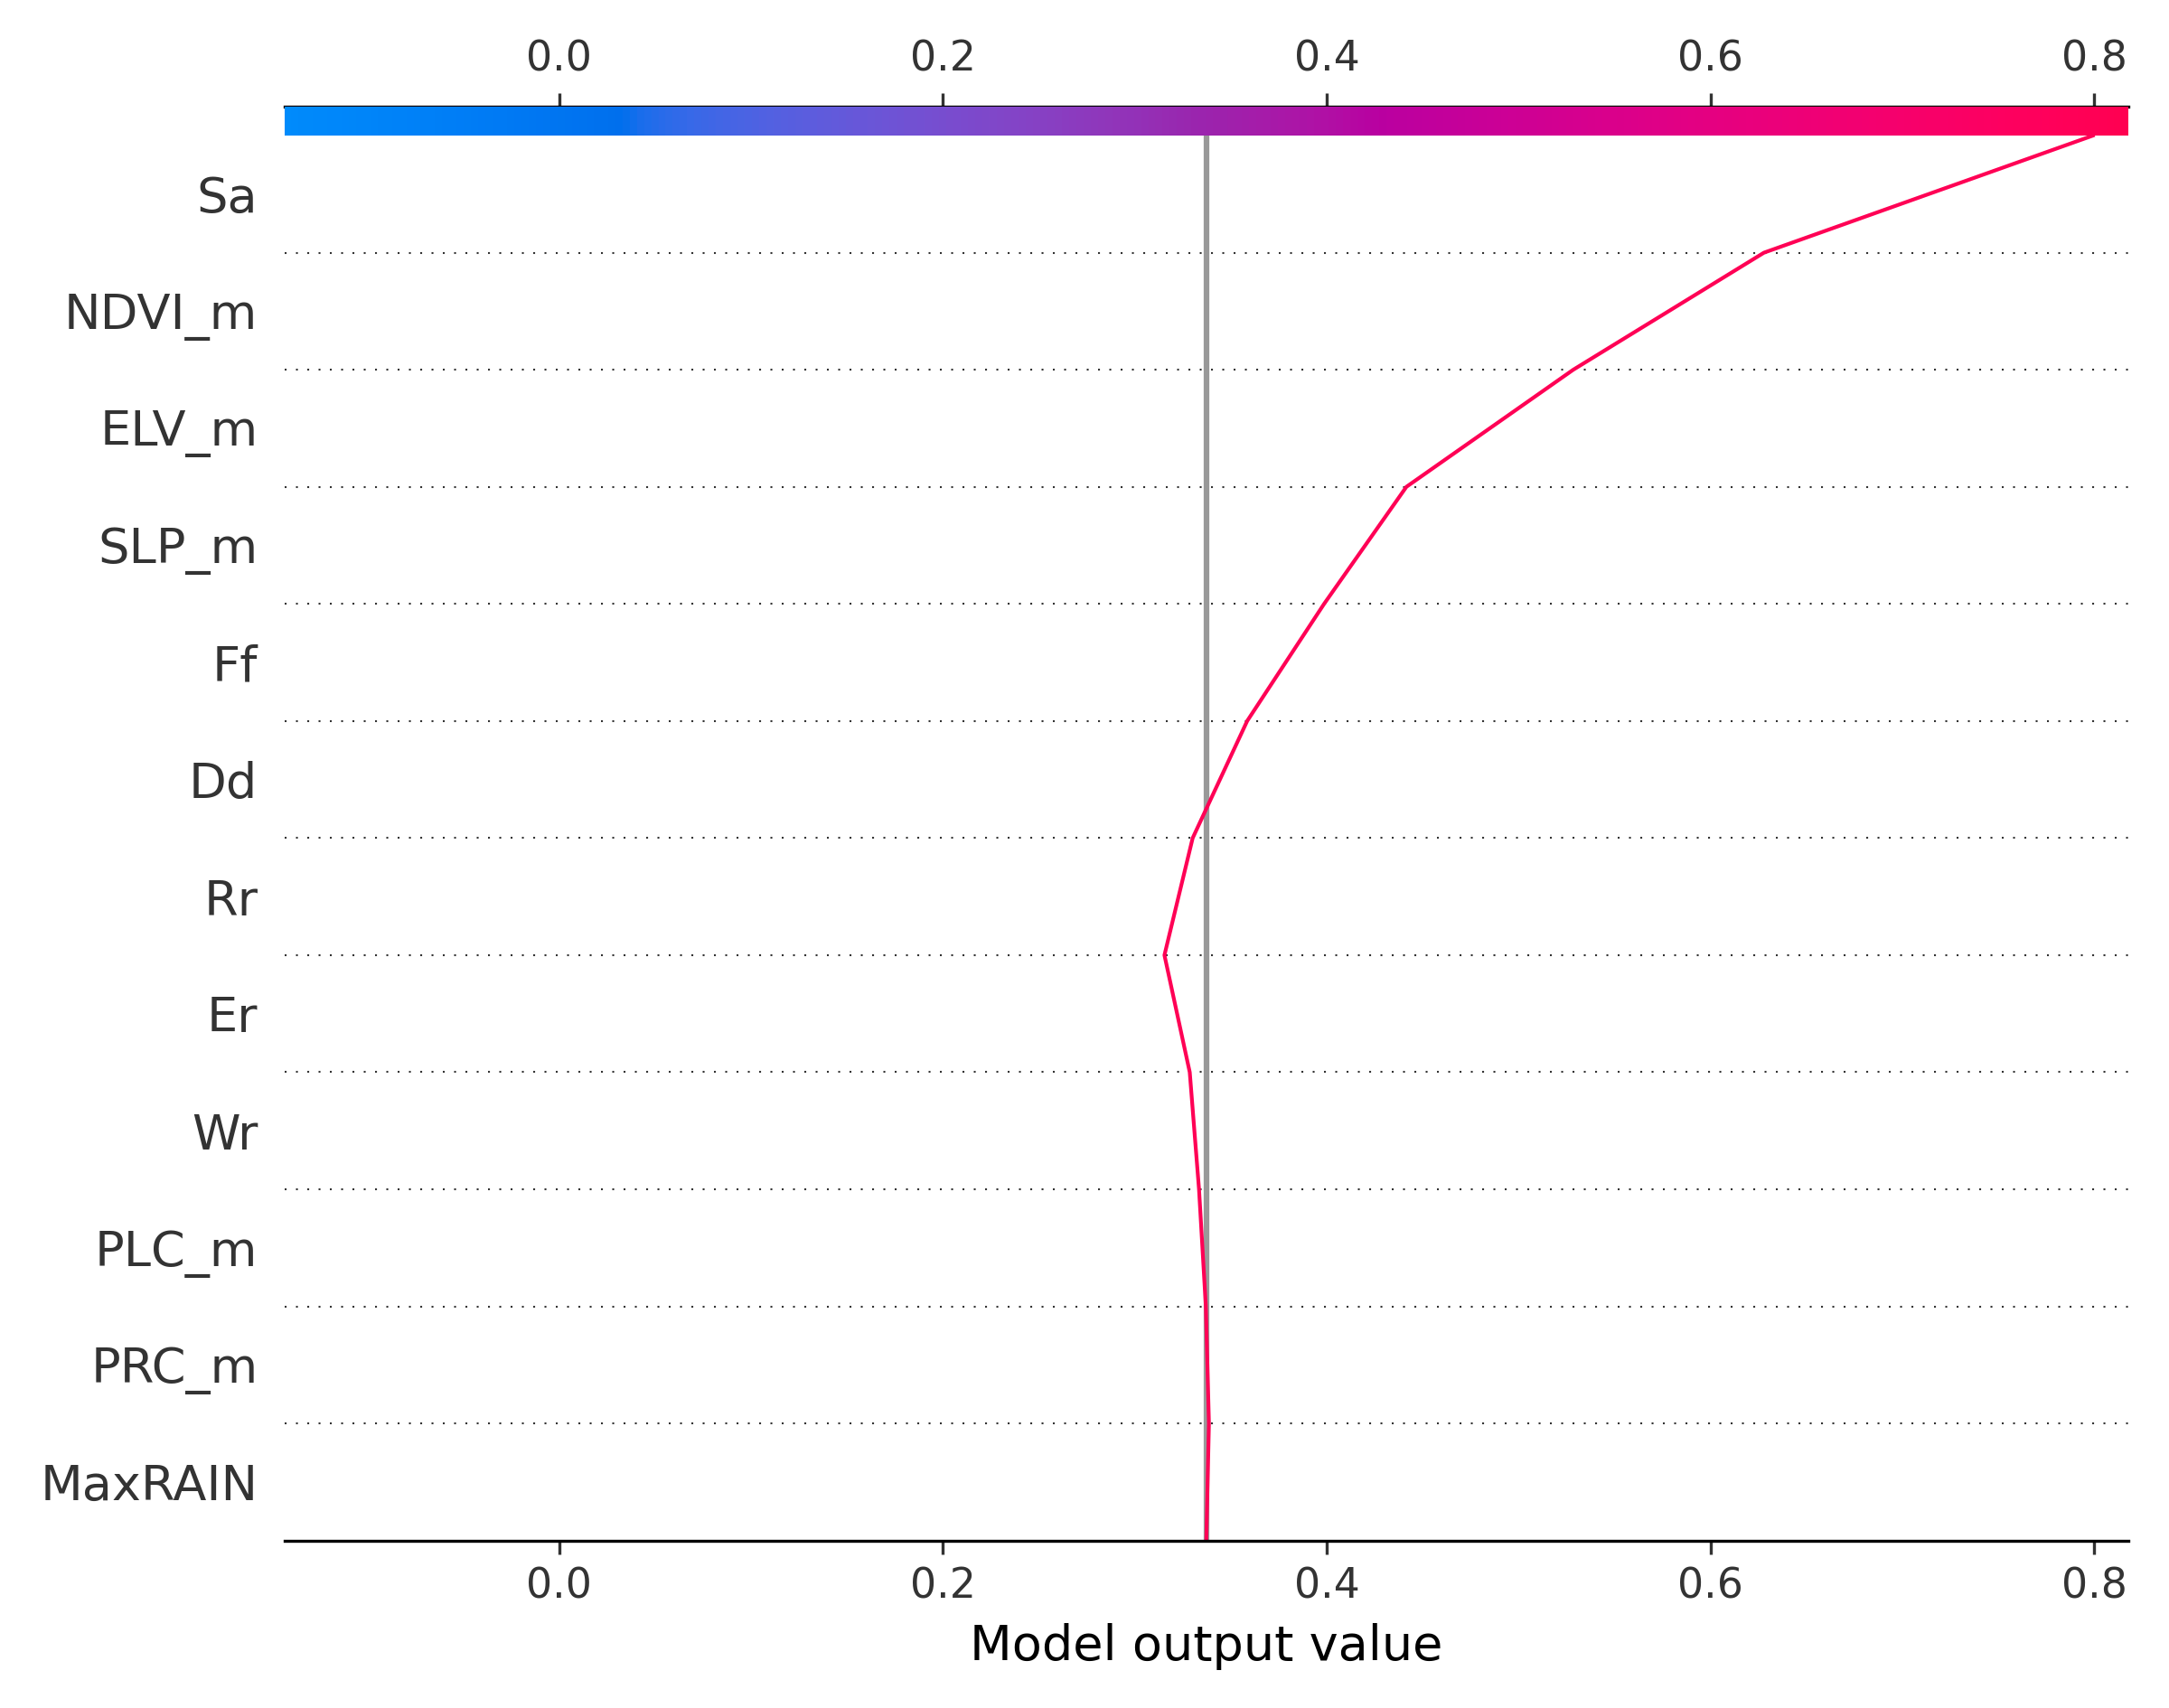 0.0 0.2 0.4 0.6 0.8
Sa
NDVI_m
ELV_m
SLP_m
Ff
Dd
Rr
Er
Wr
PLC_m
PRC_m
MaxRAIN
0.0 0.2 0.4 0.6 0.8
Model output value